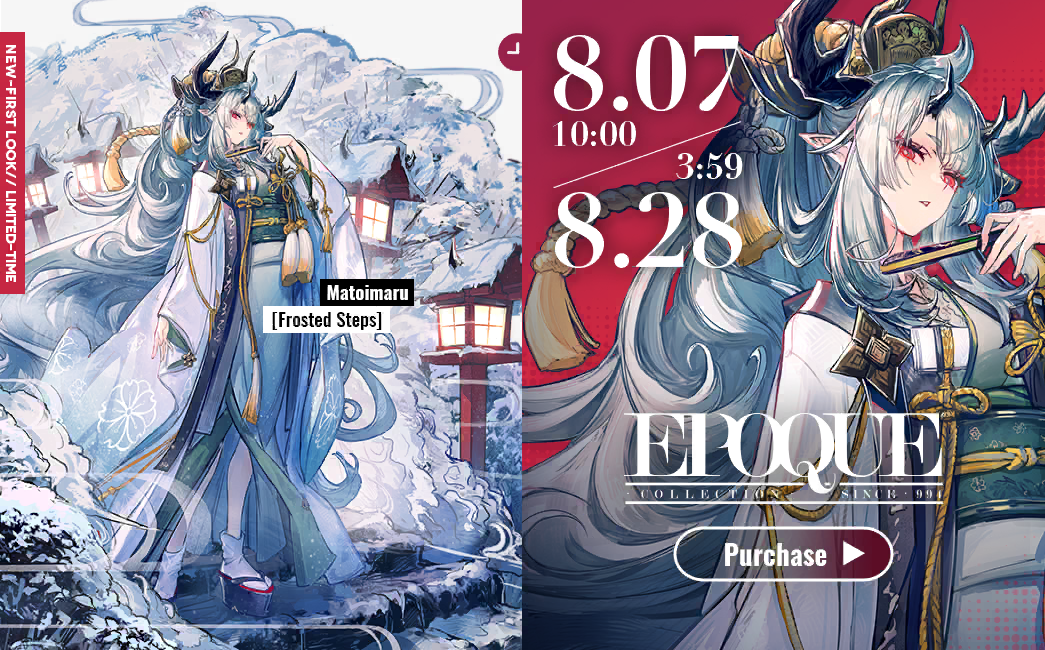 NEW-FIRST LOOK// LIMITED-TIME
Matoimaru
[Frosted Steps]
8.07
10:00
3:59
8.28
EPOQUE
· COLLECTION SINCE · 994
Purchase